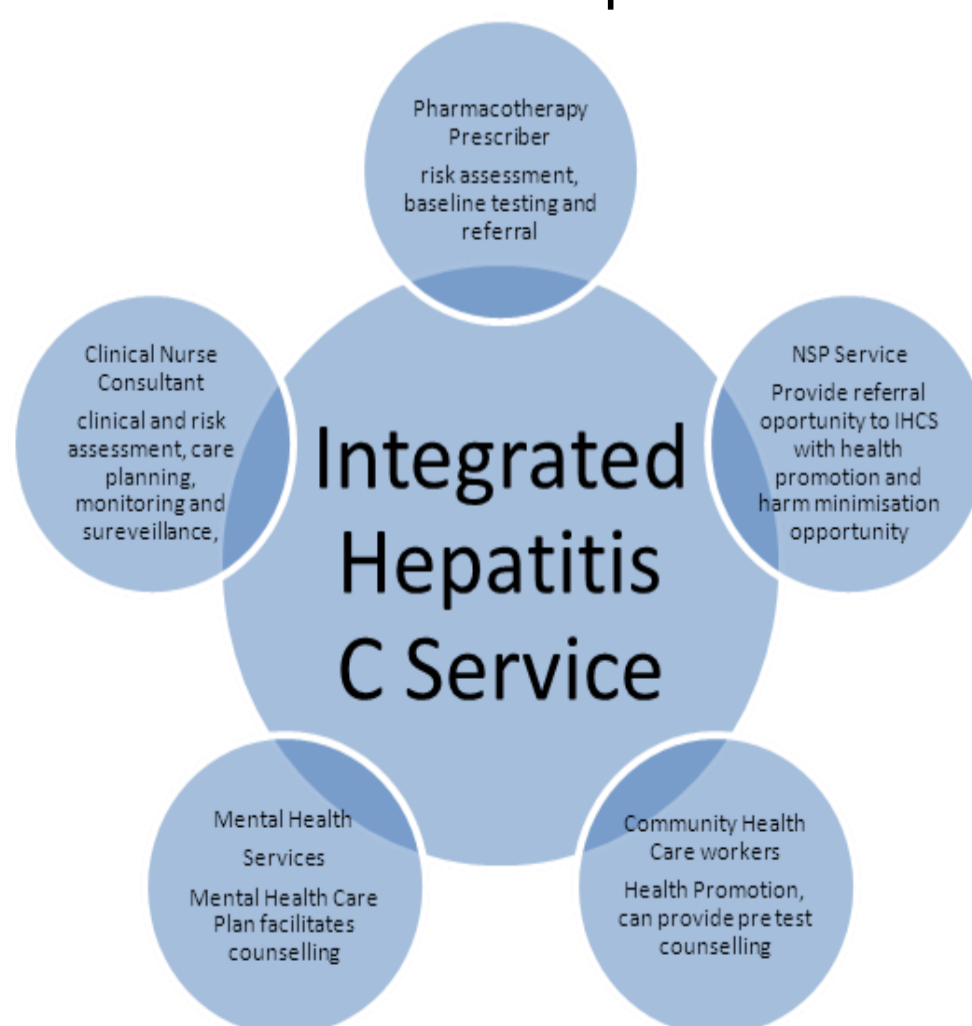 Pharmacotherapy
Prescriber
risk assessment,
baseline testing and
referral
Clinical Nurse
Consultant
clinical and risk
assessment, care
planning,
monitoring and
sureveillance,
NSP Service
Provide referral
oportunity to IHCS
with health
promotion and
harm minimisation
opportunity
Integrated
Hepatitis
C Service
Mental Health
Services
Mental Health Care
Plan facilitates
counselling
Community Health
Care workers
Health Promotion,
can provide pre test
counselling